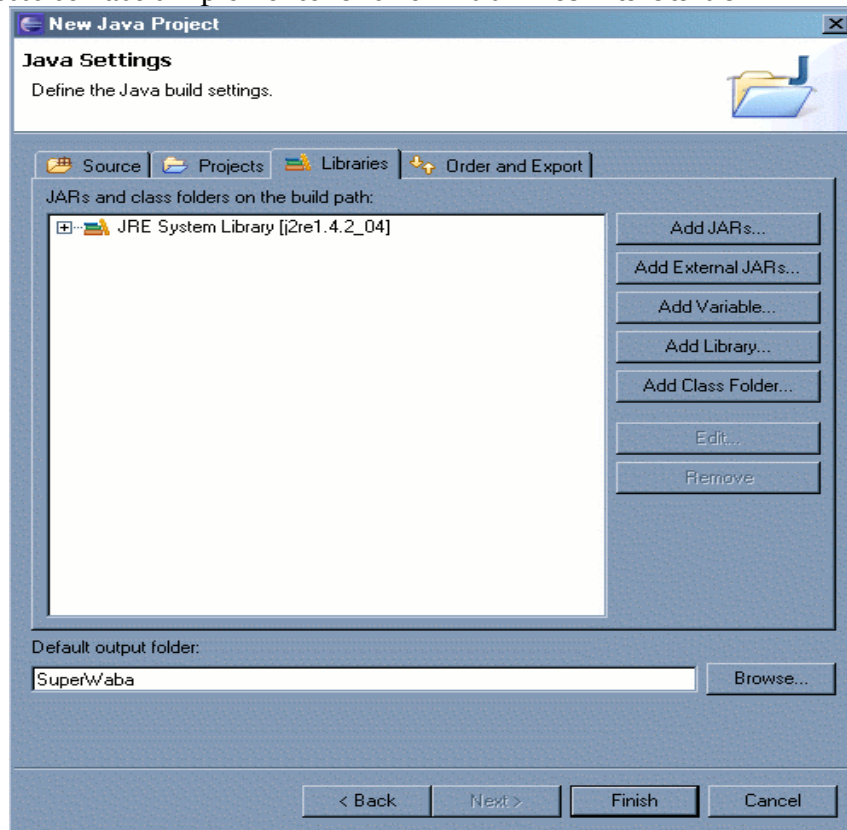 New Java Project
Java Settings
Define the Java build settings.
Source Projects Libraries Order and Export
JARs and class folders on the build path:
JRE System Library [j2re1.4.2_04]
Add JARs...
Add External JARs...
Add Variable...
Add Library...
Add Class Folder...
Edit...
Remove
Default output folder:
SuperWaba
Browse...
< Back Next > Finish Cancel